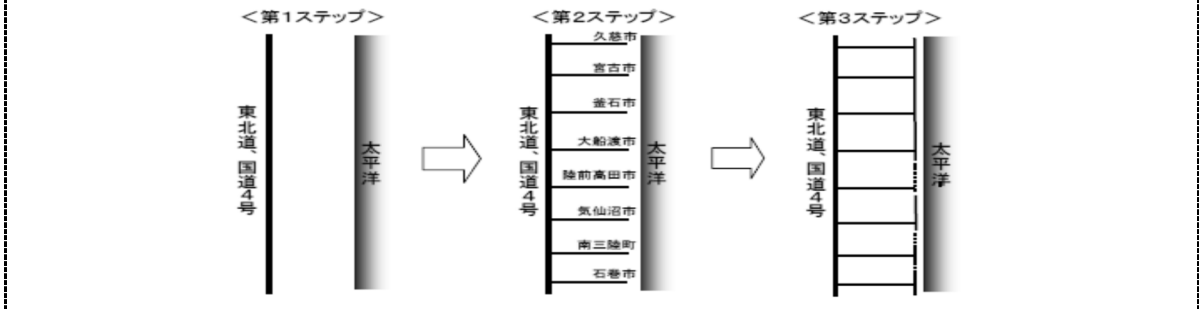 ＜第１ステップ＞
東北道、国道４号
太平洋
＜第２ステップ＞
久慈市
宮古市
釜石市
大船渡市
陸前高田市
気仙沼市
南三陸町
石巻市
東北道、国道４号
太平洋
＜第３ステップ＞
東北道、国道４号
太平洋